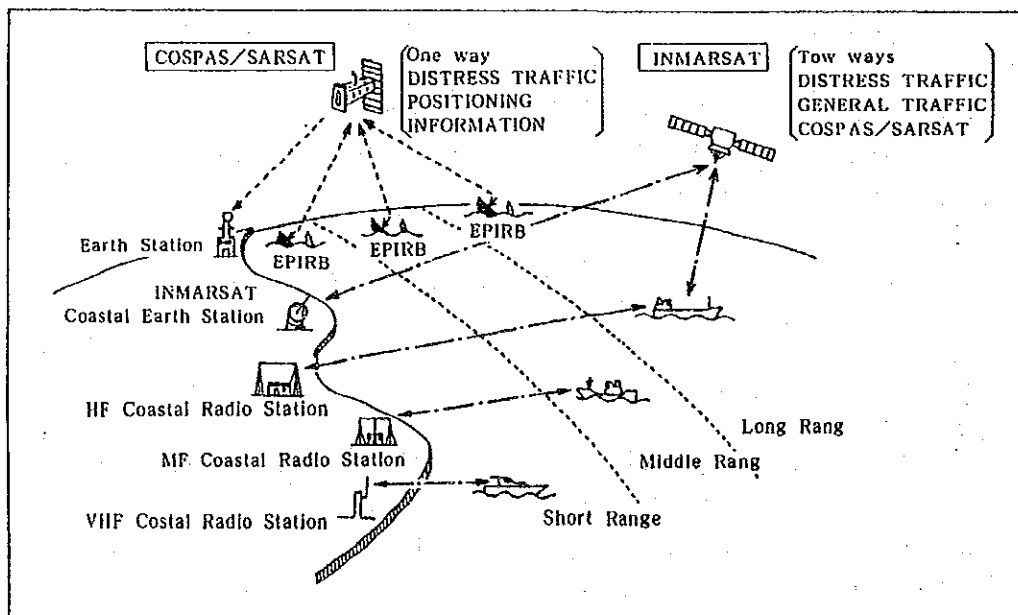 COSPAS/SARSAT
One way
DISTRESS TRAFFIC
POSITIONING
INFORMATION
INMARSAT
Tow ways
DISTRESS TRAFFIC
GENERAL TRAFFIC
COSPAS/SARSAT
Earth Station
EPIRB
EPIRB
EPIRB
INMARSAT
Coastal Earth Station
HF Coastal Radio Station
MF Coastal Radio Station
VHF Costal Radio Station
Long Rang
Middle Rang
Short Range